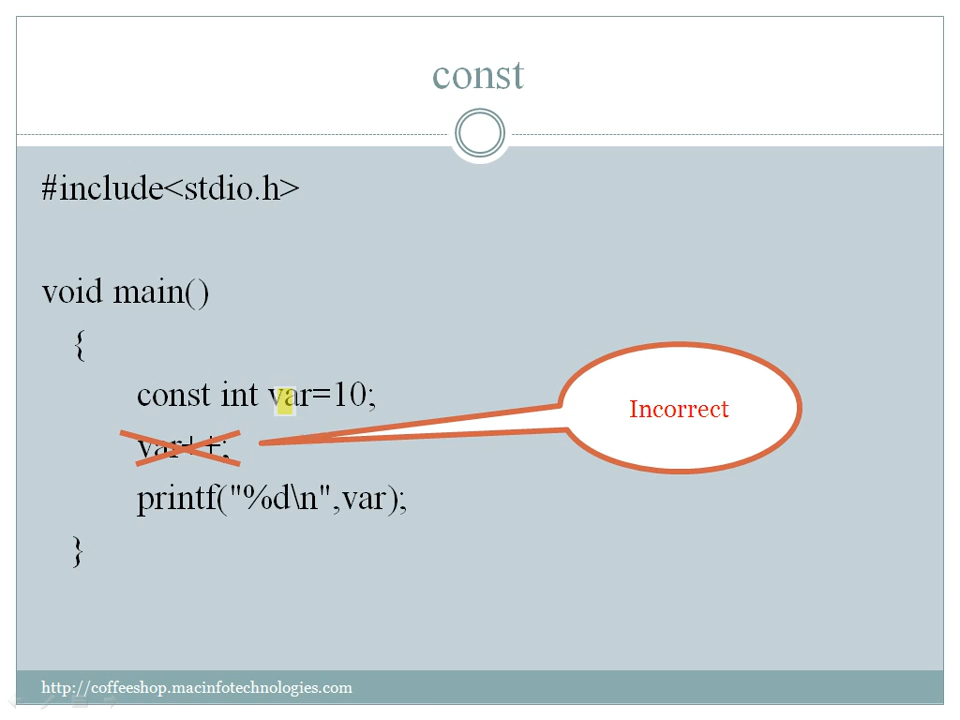 const
#include<stdio.h>
void main()
{
const int var=10;
var++;
Incorrect
printf("%d\n",var);
}
http://coffeeshop.macinfotechnologies.com